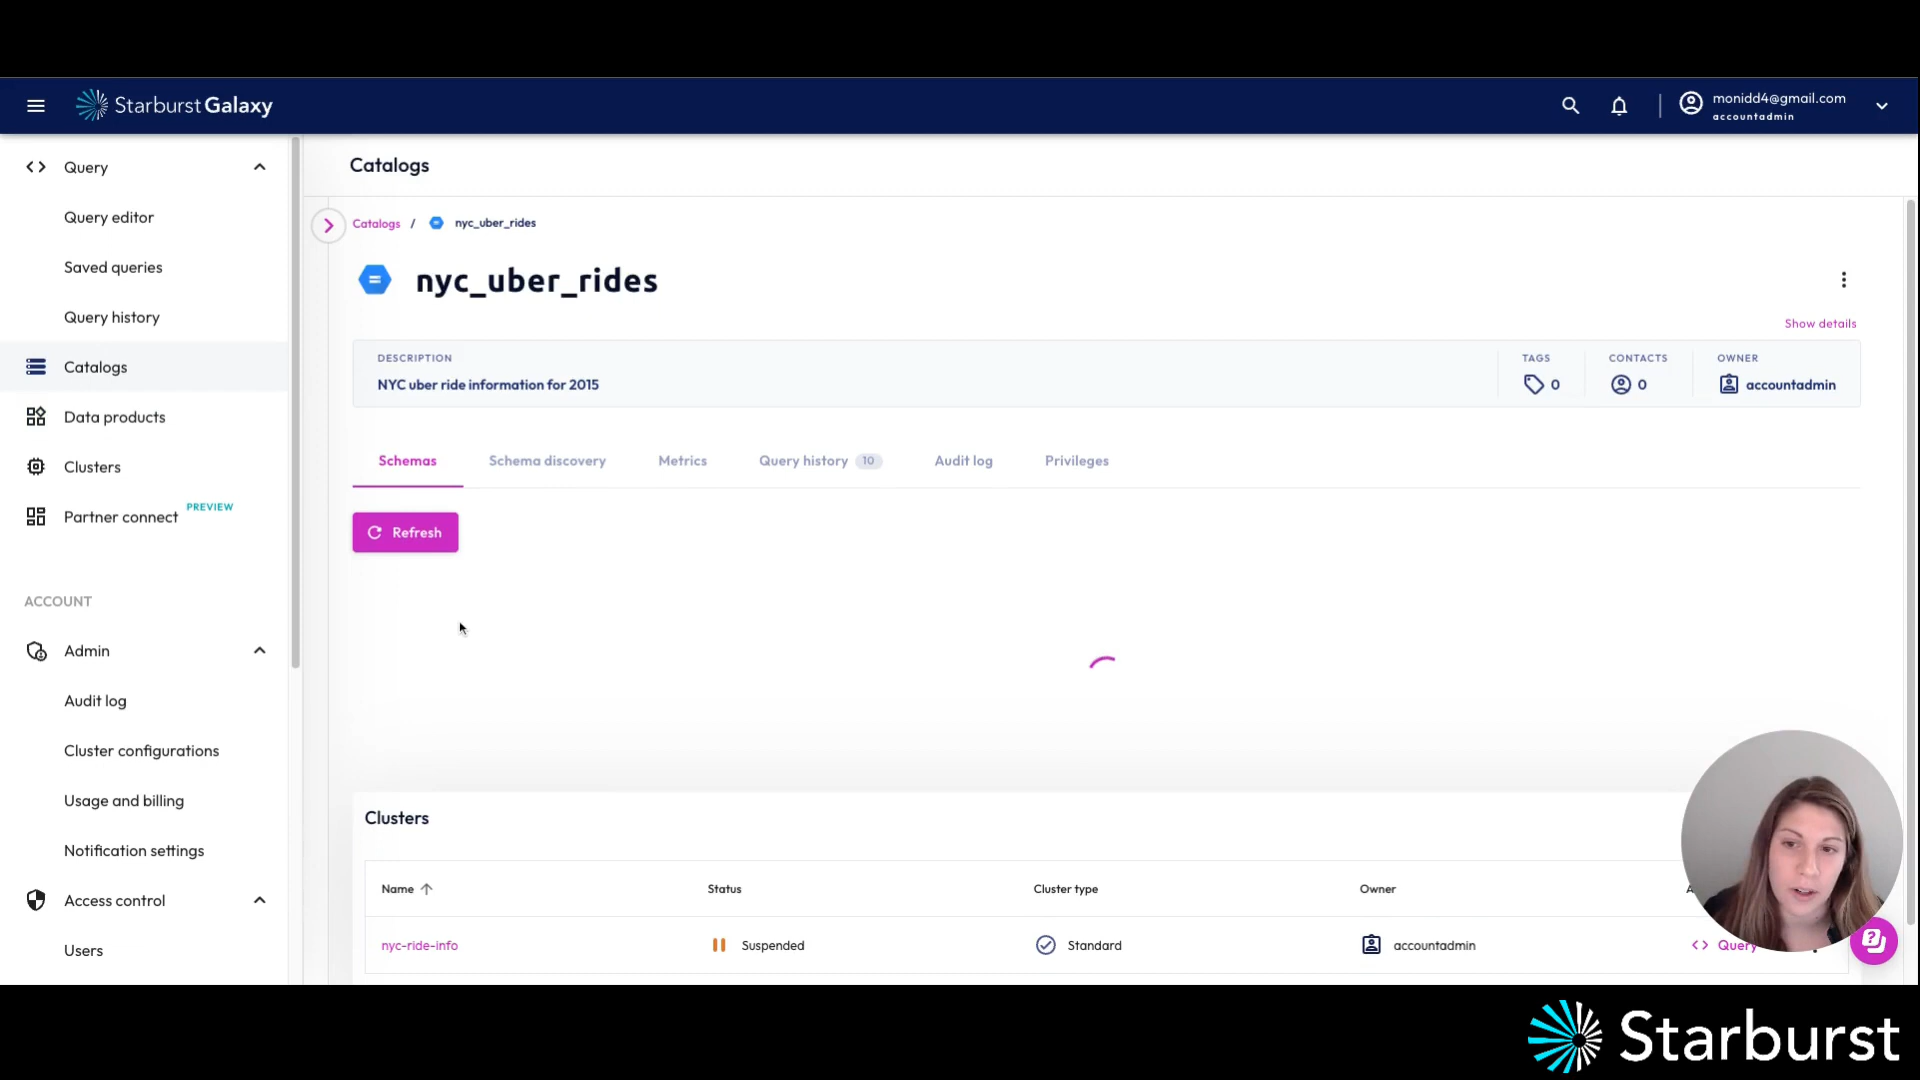 Starburst Galaxy
monidd4@gmail.com
accountadmin
Query
Query editor
Saved queries
Query history
Catalogs
Data products
Clusters
Partner connect PREVIEW
ACCOUNT
Admin
Audit log
Cluster configurations
Usage and billing
Notification settings
Access control
Users
Catalogs
Catalogs / nyc_uber_rides
nyc_uber_rides
Show details
DESCRIPTION TAGS CONTACTS OWNER
NYC uber ride information for 2015 0 0 accountadmin
Schemas Schema discovery Metrics Query history 10 Audit log Privileges
Refresh
Clusters
Name Status Cluster type Owner
nyc-ride-info Suspended Standard accountadmin Query
Starburst